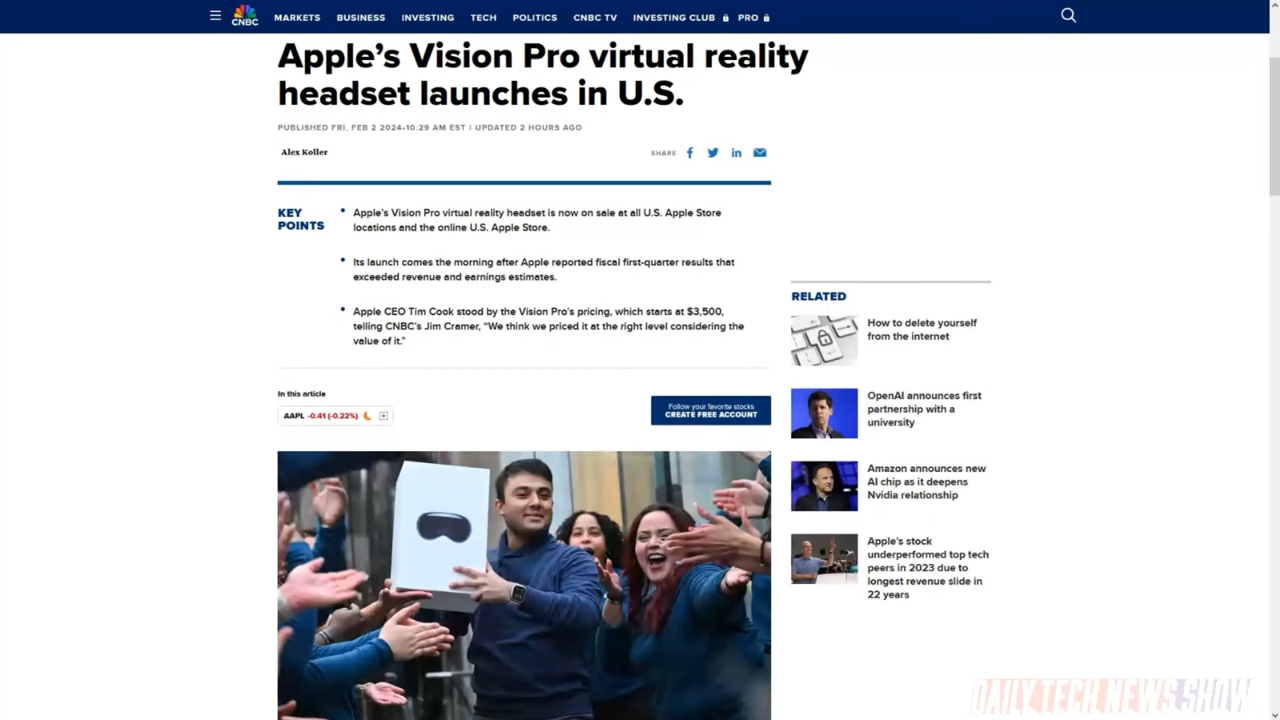 CNBC
MARKETS BUSINESS INVESTING TECH POLITICS CNBC TV INVESTING CLUB PRO
Apple’s Vision Pro virtual reality
headset launches in U.S.
PUBLISHED FRI, FEB 2 2024•10:29 AM EST | UPDATED 2 HOURS AGO
Alex Koller
SHARE
KEY
POINTS
Apple’s Vision Pro virtual reality headset is now on sale at all U.S. Apple Store
locations and the online U.S. Apple Store.
Its launch comes the morning after Apple reported fiscal first-quarter results that
exceeded revenue and earnings estimates.
Apple CEO Tim Cook stood by the Vision Pro’s pricing, which starts at $3,500,
telling CNBC’s Jim Cramer, “We think we priced it at the right level considering the
value of it.”
In this article
AAPL -0.41 (-0.22%)
Follow your favorite stocks
CREATE FREE ACCOUNT
RELATED
How to delete yourself
from the internet
OpenAI announces first
partnership with a
university
Amazon announces new
AI chip as it deepens
Nvidia relationship
Apple’s stock
underperformed top tech
peers in 2023 due to
longest revenue slide in
22 years
DAILY TECH NEWS SHOW